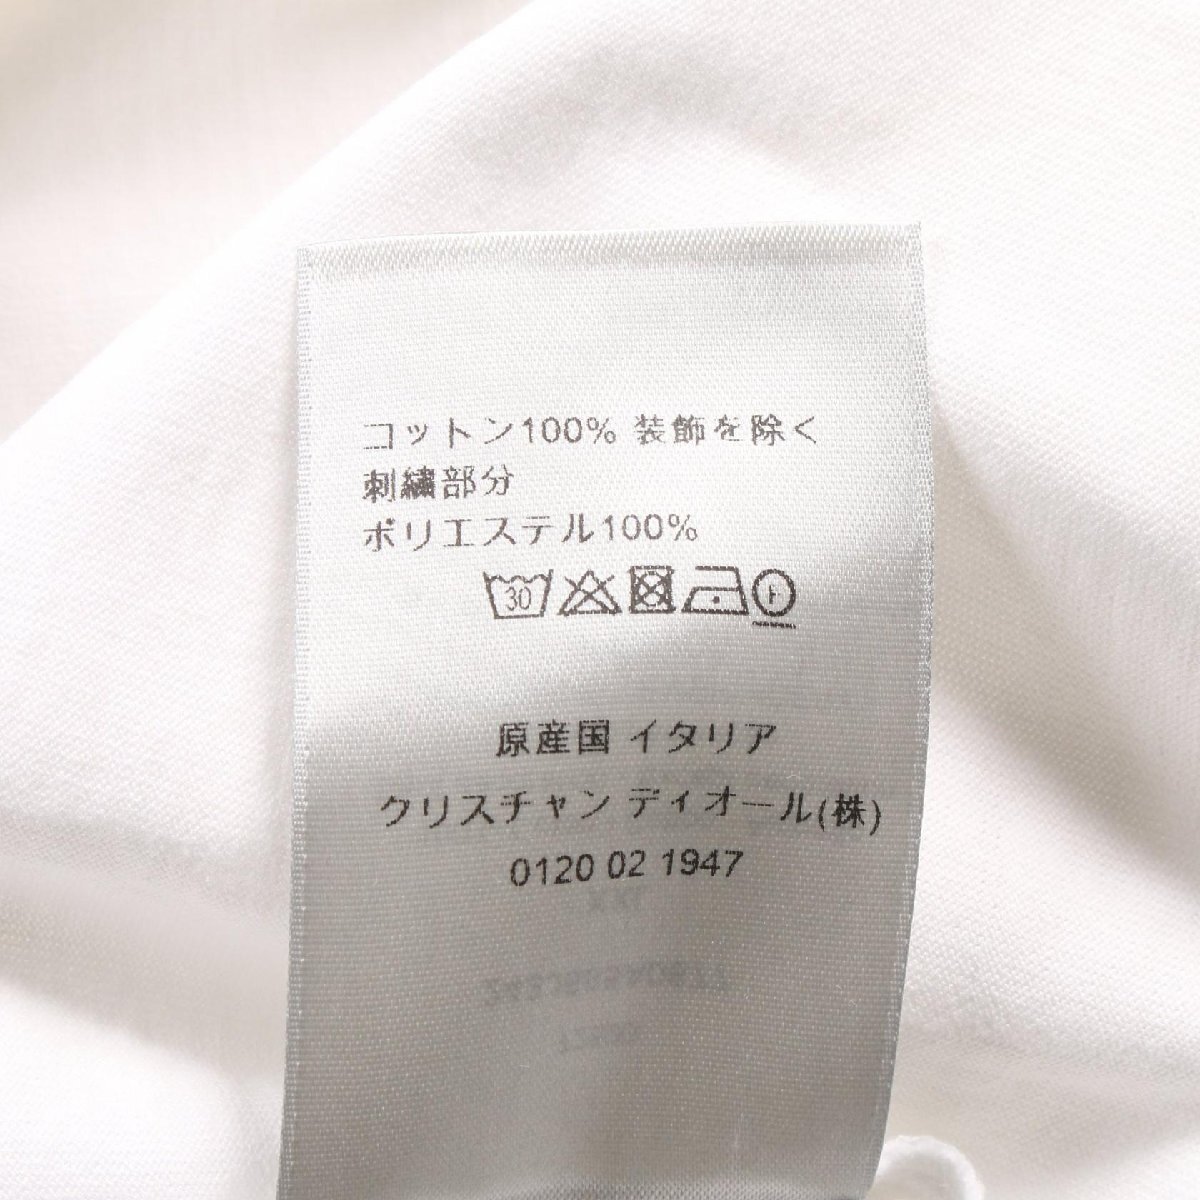 コットン100% 装飾を除く
刺繍部分
ポリエステル100%
30 F
原産国 イタリア
クリスチャン ディオール(株)
0120 02 1947